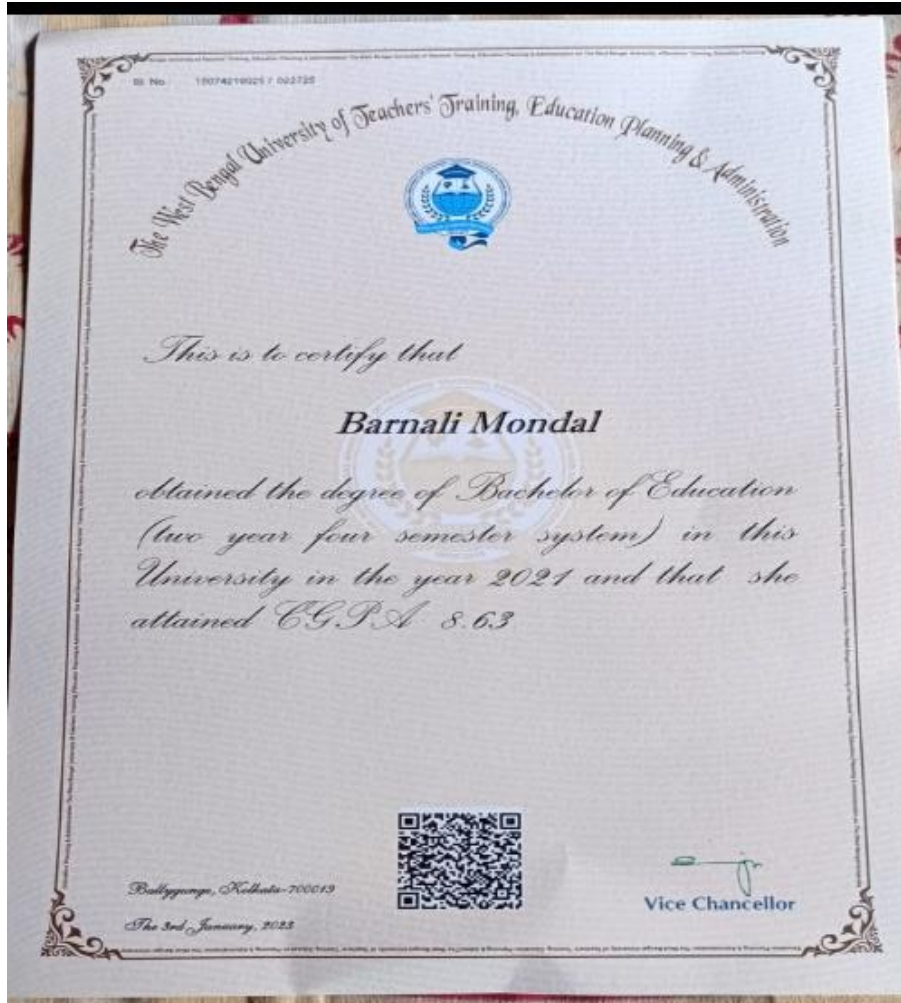 Sl. No.
The West Bengal University of Teachers' Training, Education Planning & Administration
This is to certify that
Barnali Mondal
obtained the degree of Bachelor of Education
(two year four semester system) in this
University in the year 2021 and that she
attained CGPA 8.63
Ballygunge, Kolkata-700019
The 3rd January, 2023
Vice Chancellor